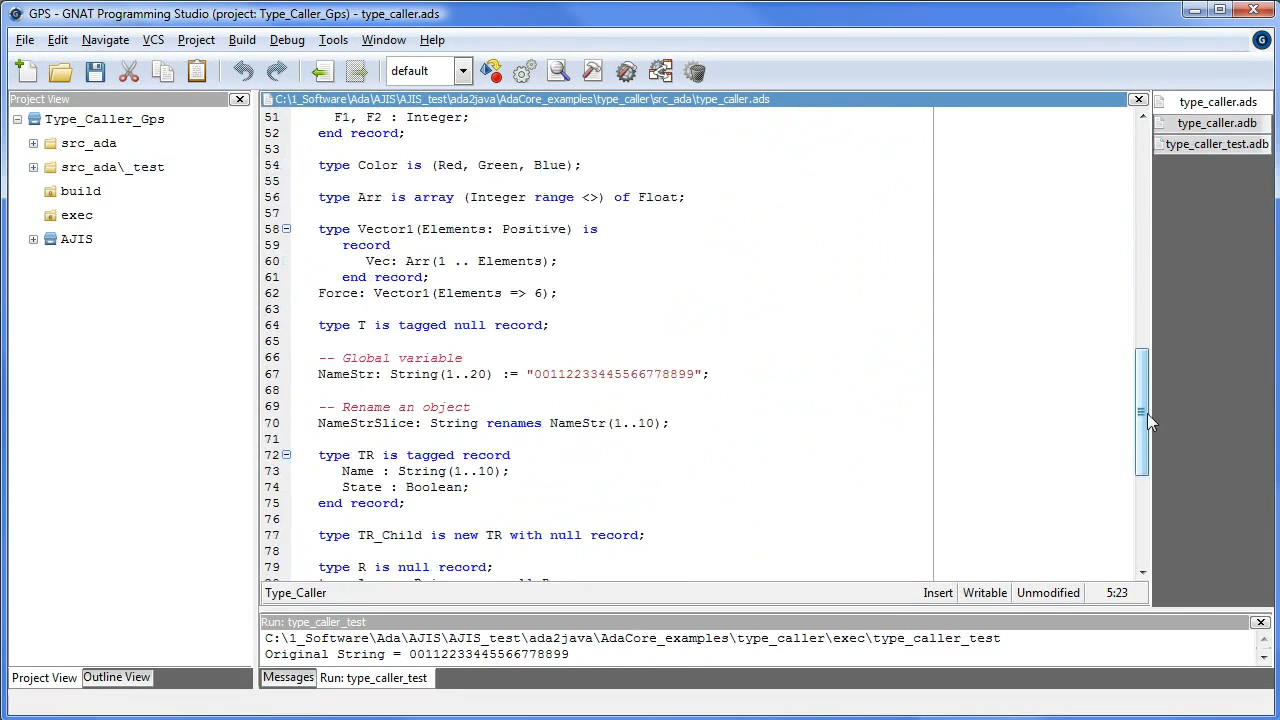 GPS - GNAT Programming Studio (project: Type_Caller_Gps) - type_caller.ads
File Edit Navigate VCS Project Build Debug Tools Window Help
default
Project View
C:\1_Software\Ada\AJIS\AJIS_test\ada2java\AdaCore_examples\type_caller\src_ada\type_caller.ads
type_caller.ads
type_caller.adb
type_caller_test.adb
Type_Caller_Gps
src_ada
src_ada\_test
build
exec
AJIS
51 F1, F2 : Integer;
52 end record;
53
54 type Color is (Red, Green, Blue);
55
56 type Arr is array (Integer range <>) of Float;
57
58 type Vector1(Elements: Positive) is
59 record
60 Vec: Arr(1 .. Elements);
61 end record;
62 Force: Vector1(Elements => 6);
63
64 type T is tagged null record;
65
66 -- Global variable
67 NameStr: String(1..20) := "00112233445566778899";
68
69 -- Rename an object
70 NameStrSlice: String renames NameStr(1..10);
71
72 type TR is tagged record
73 Name : String(1..10);
74 State : Boolean;
75 end record;
76
77 type TR_Child is new TR with null record;
78
79 type R is null record;
Type_Caller Insert Writable Unmodified 5:23
Run: type_caller_test
C:\1_Software\Ada\AJIS\AJIS_test\ada2java\AdaCore_examples\type_caller\exec\type_caller_test
Original String = 00112233445566778899
Project View Outline View Messages Run: type_caller_test